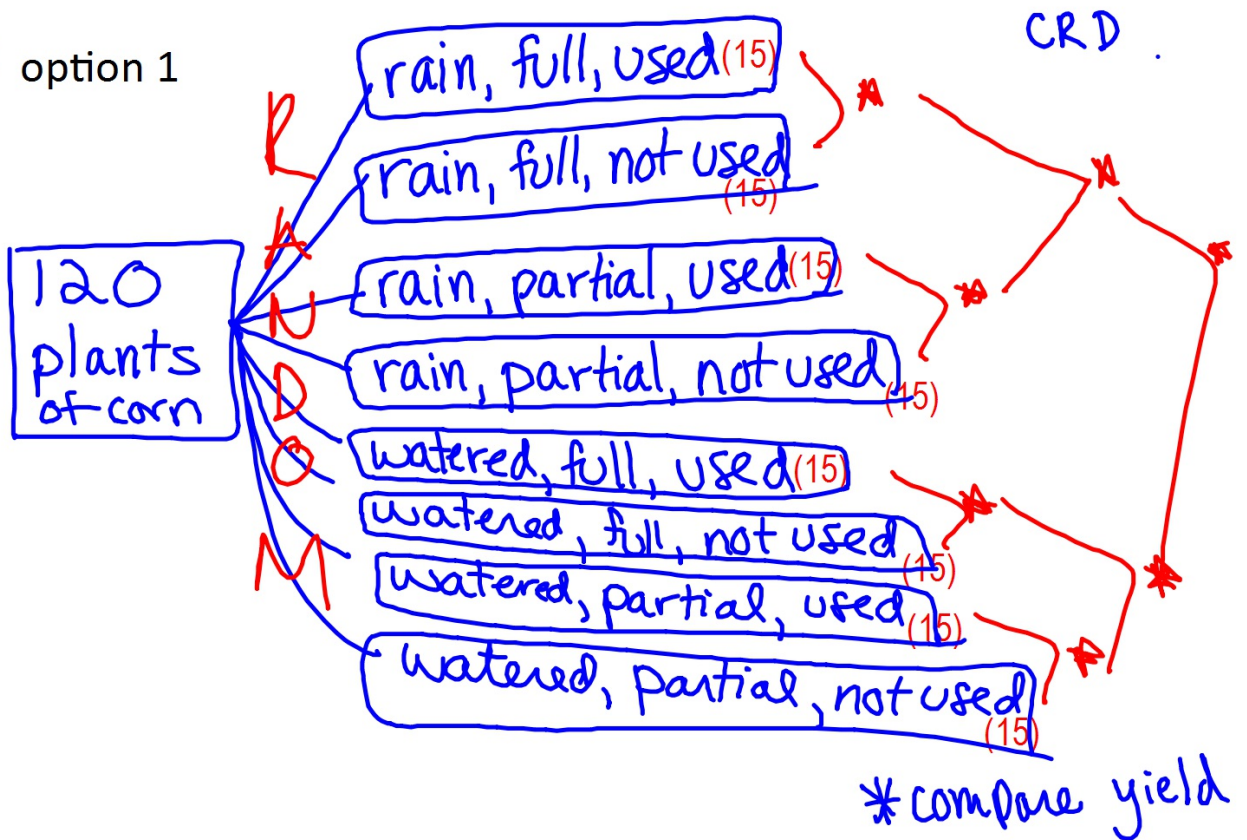 option 1
CRD.
RANDOM
120
plants
of corn
rain, full, used (15)
rain, full, not used
(15)
rain, partial, used (15)
rain, partial, not used
(15)
watered, full, used (15)
watered, full, not used
(15)
watered, partial, used
(15)
watered, partial, not used
(15)
*compare yield